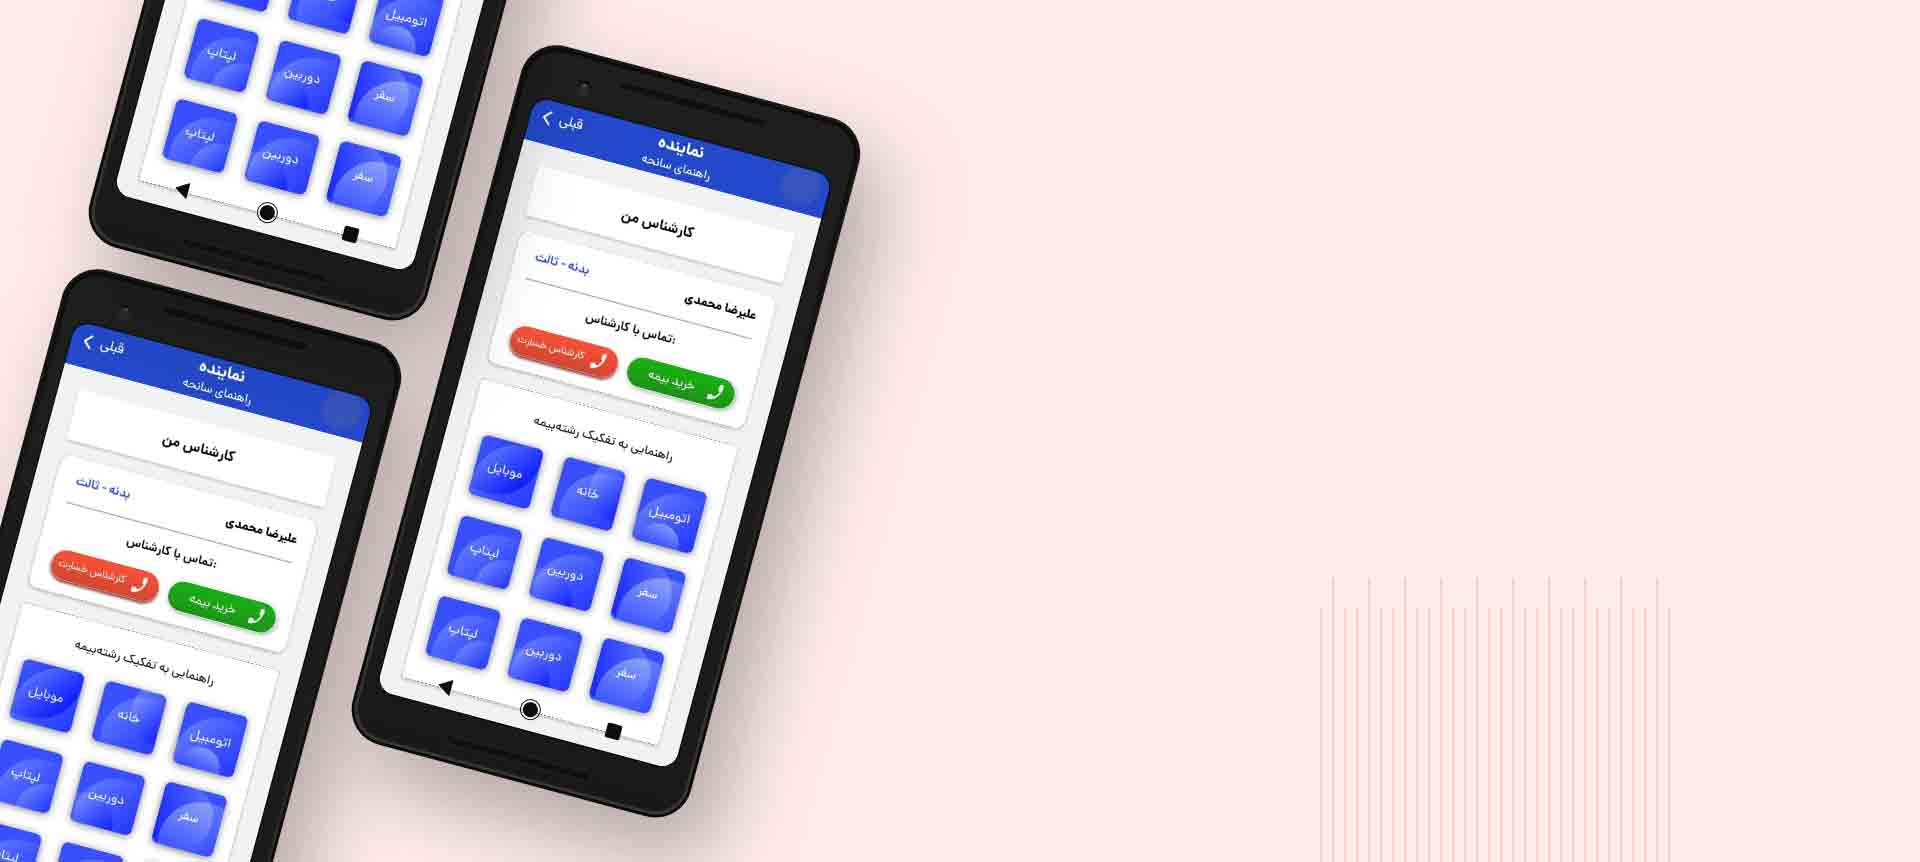 اتومبیل
سفر دوربین لپتاپ
سفر دوربین لپتاپ
قبلی
نماینده
راهنمای سانحه
کارشناس من
بدنه - ثالث
علیرضا محمدی
تماس با کارشناس:
خرید بیمه کارشناس خسارت
راهنمایی به تفکیک رشته‌بیمه
اتومبیل خانه موبایل
سفر دوربین لپتاپ
سفر دوربین لپتاپ
قبلی
نماینده
راهنمای سانحه
کارشناس من
بدنه - ثالث
علیرضا محمدی
تماس با کارشناس:
خرید بیمه کارشناس خسارت
راهنمایی به تفکیک رشته‌بیمه
اتومبیل خانه موبایل
سفر دوربین لپتاپ
لپتاپ